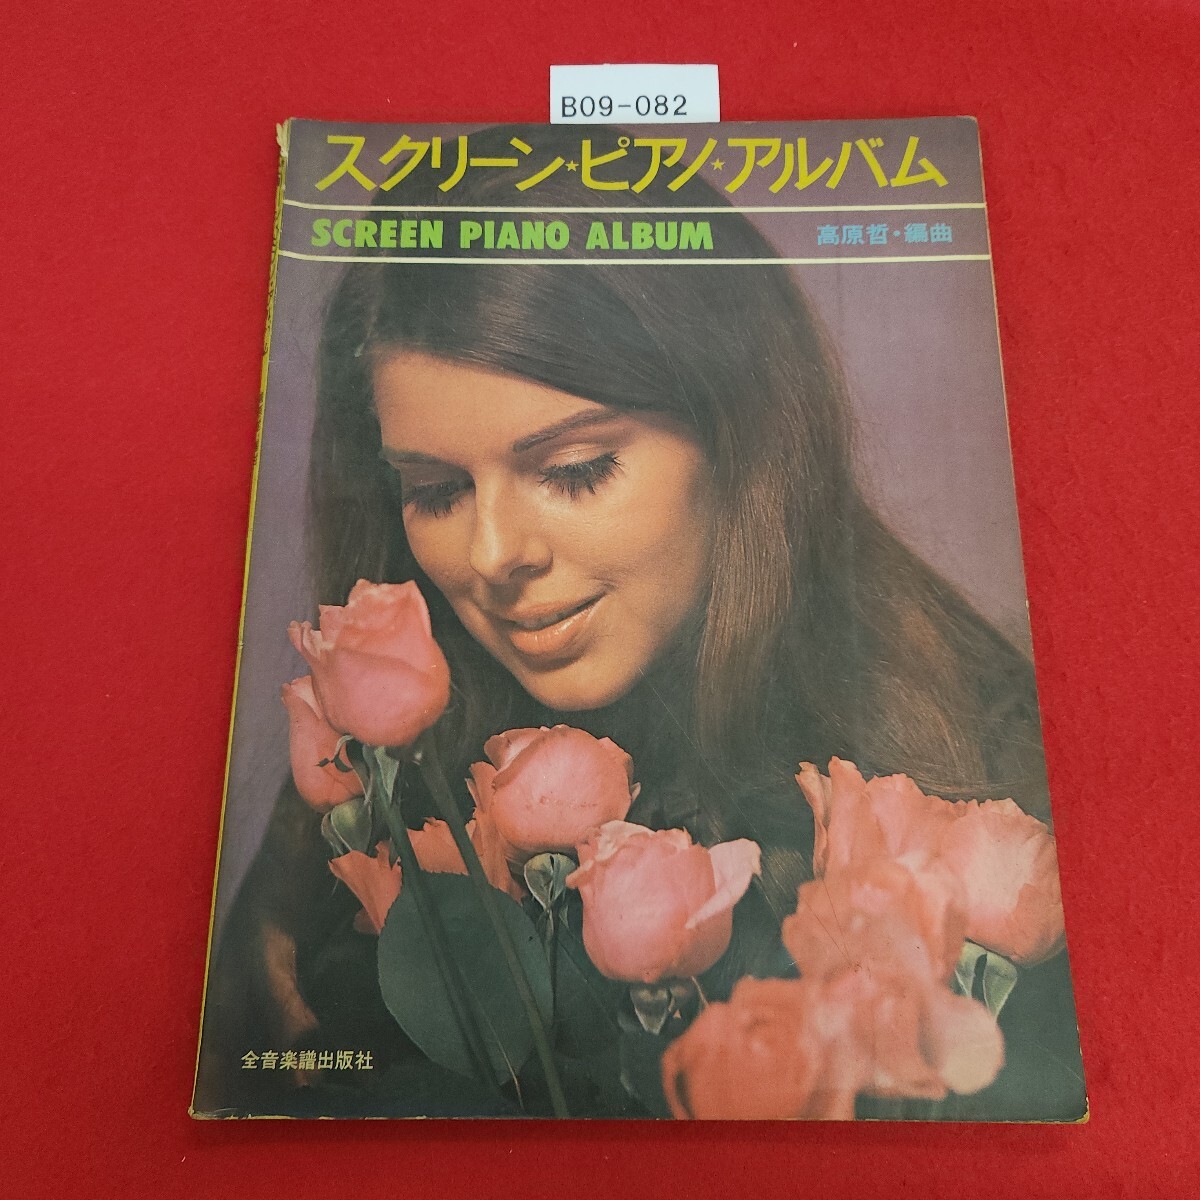 B09-082
スクリーン★ピアノ★アルバム
SCREEN PIANO ALBUM
高原哲・編曲
全音楽譜出版社